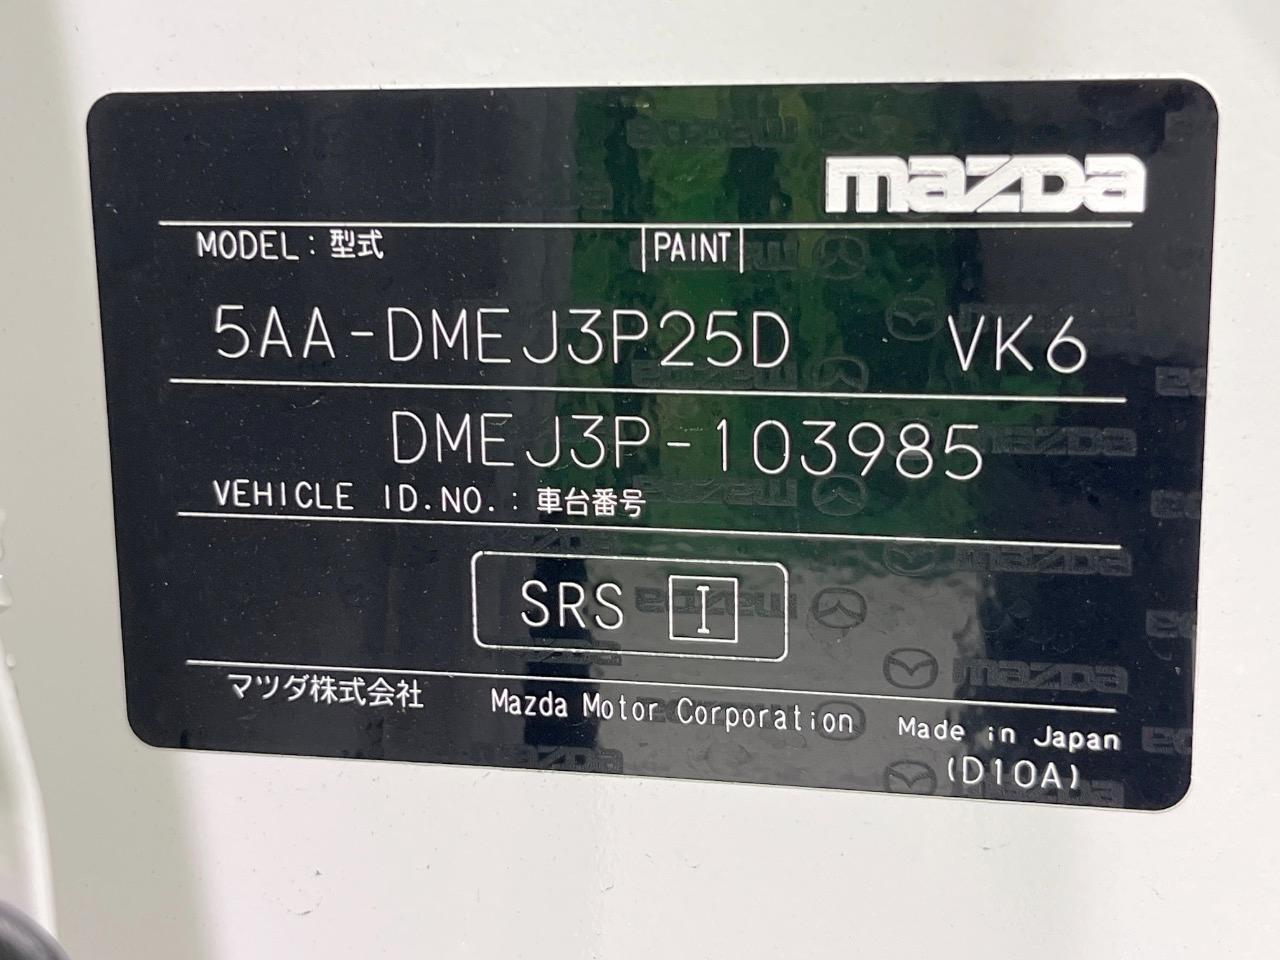 mazda
MODEL : 型式 |PAINT|
5AA-DMEJ3P25D VK6
DMEJ3P-103985
VEHICLE ID.NO. : 車台番号
SRS I
マツダ株式会社 Mazda Motor Corporation Made in Japan
(D10A)